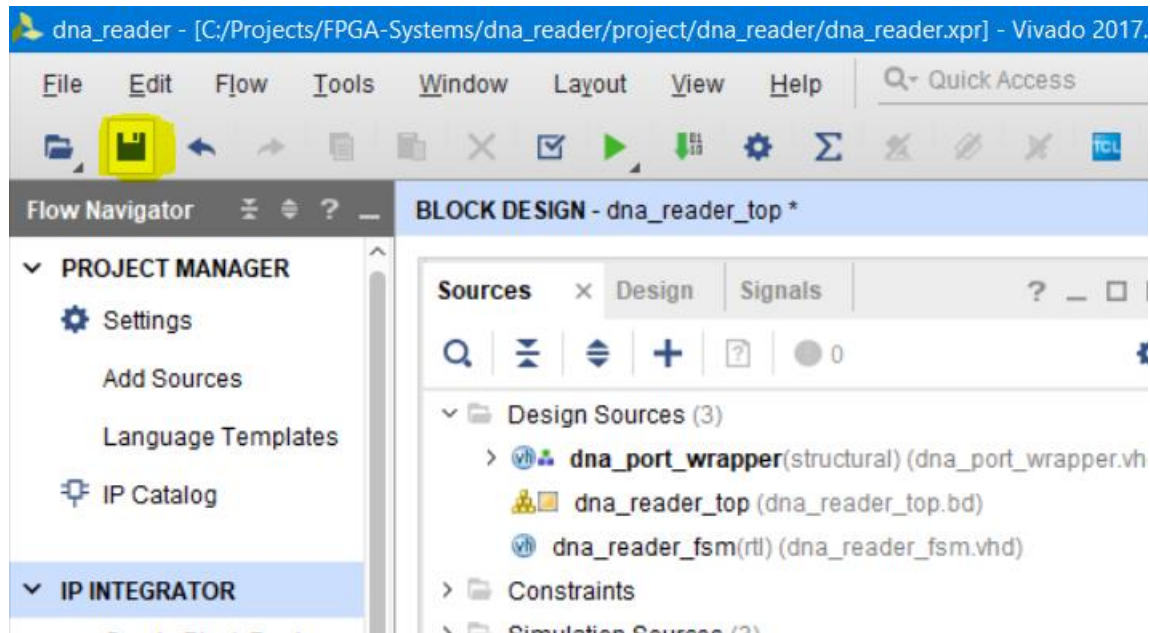 dna_reader - [C:/Projects/FPGA-Systems/dna_reader/project/dna_reader/dna_reader.xpr] - Vivado 2017.
File Edit Flow Tools Window Layout View Help Quick Access
TCL
Flow Navigator ? BLOCK DESIGN - dna_reader_top *
PROJECT MANAGER
Settings
Add Sources
Language Templates
IP Catalog
IP INTEGRATOR
Sources Design Signals ?
0
Design Sources (3)
dna_port_wrapper(structural) (dna_port_wrapper.vh
dna_reader_top (dna_reader_top.bd)
dna_reader_fsm(rtl) (dna_reader_fsm.vhd)
Constraints